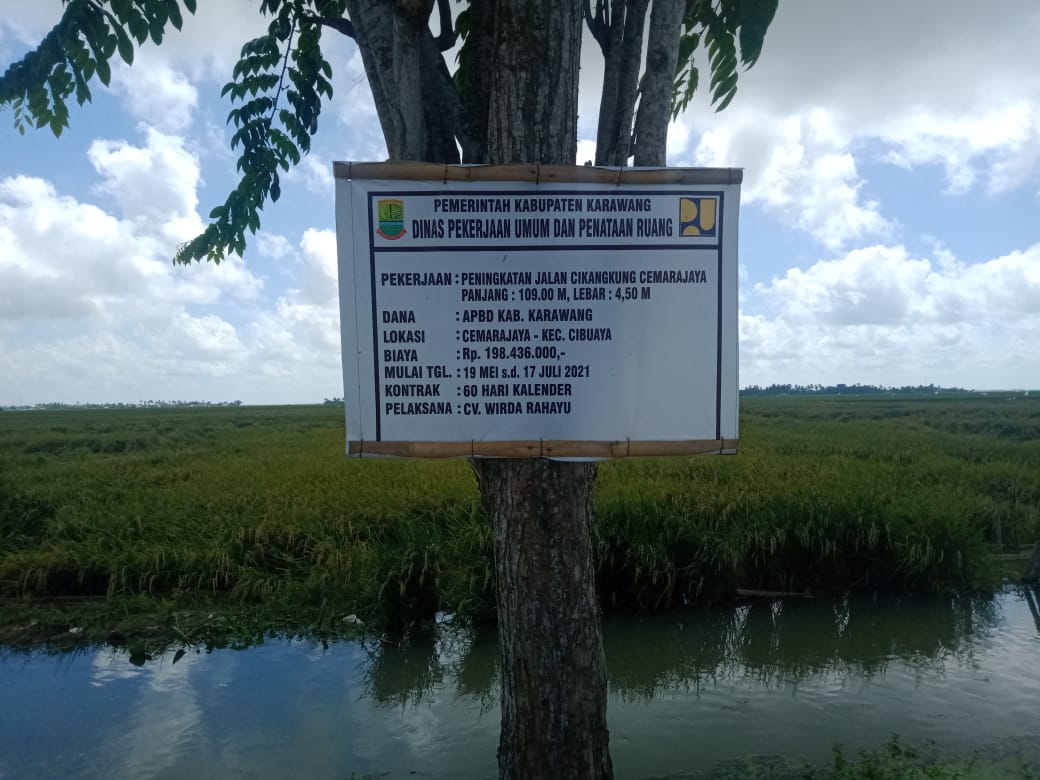 PEMERINTAH KABUPATEN KARAWANG
DINAS PEKERJAAN UMUM DAN PENATAAN RUANG
PEKERJAAN : PENINGKATAN JALAN CIKANGKUNG CEMARAJAYA
PANJANG : 109.00 M, LEBAR : 4,50 M
DANA : APBD KAB. KARAWANG
LOKASI : CEMARAJAYA - KEC. CIBUAYA
BIAYA : Rp. 198.436.000,-
MULAI TGL. : 19 MEI s.d. 17 JULI 2021
KONTRAK : 60 HARI KALENDER
PELAKSANA : CV. WIRDA RAHAYU